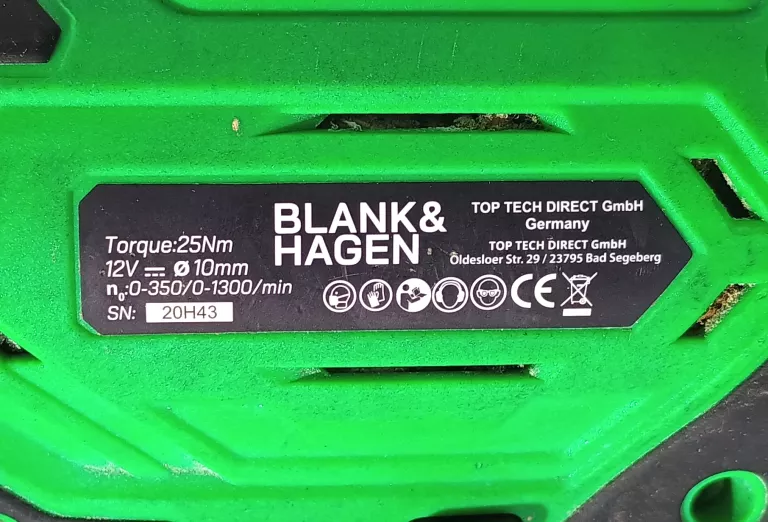 Torque:25Nm
12V ⎓ ø10mm
n₀:0-350/0-1300/min
SN: 20H43
BLANK&
HAGEN
TOP TECH DIRECT GmbH
Germany
TOP TECH DIRECT GmbH
Oldesloer Str. 29 / 23795 Bad Segeberg
CE